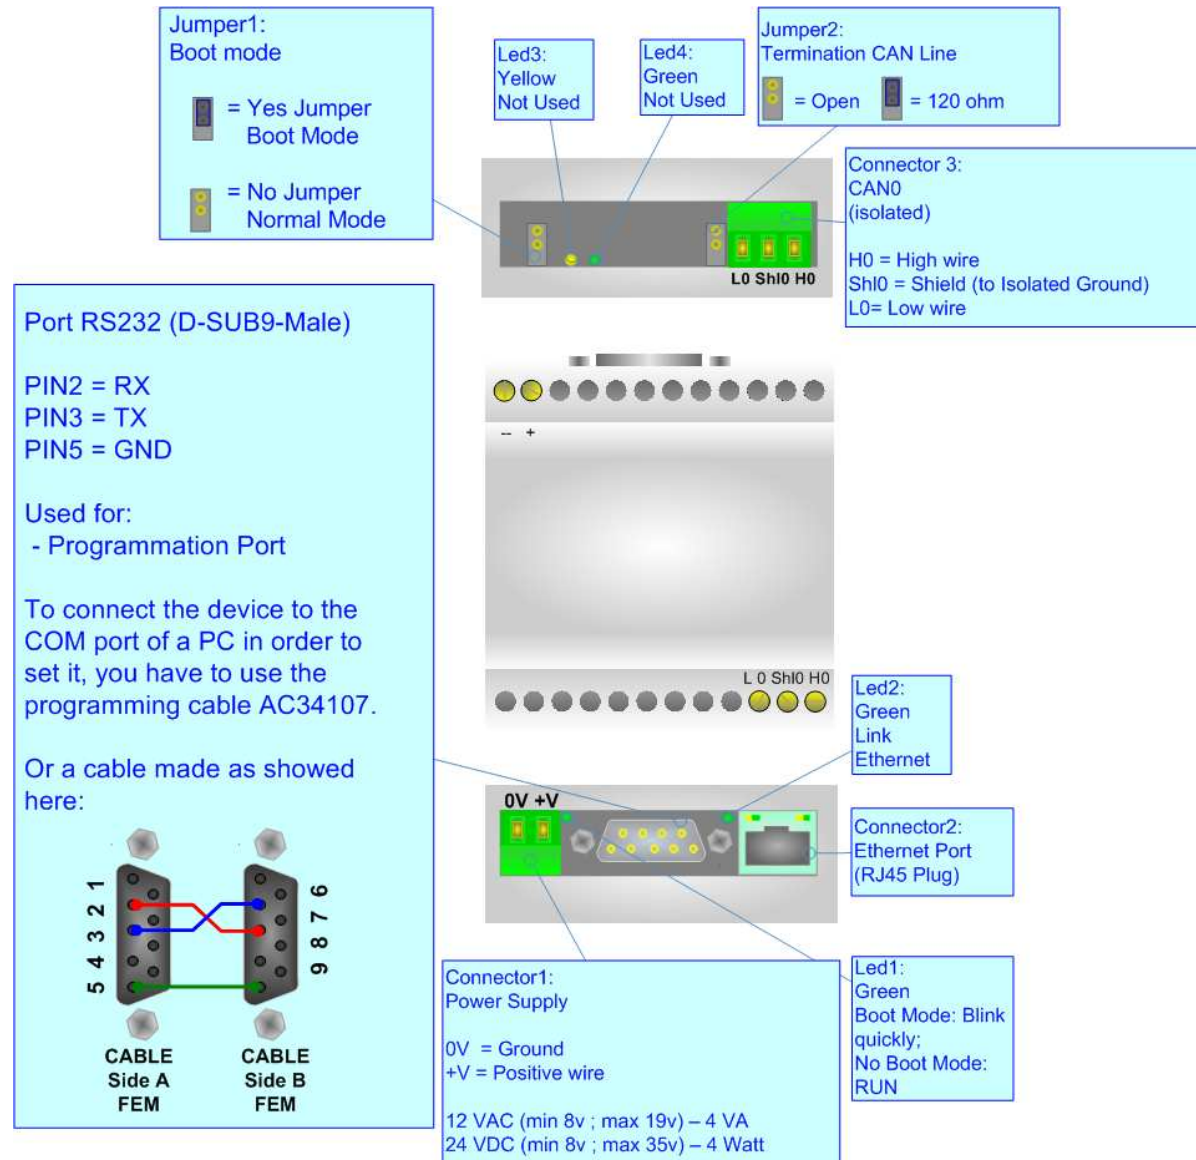 Jumper1:
Boot mode
= Yes Jumper
Boot Mode
= No Jumper
Normal Mode
Led3:
Yellow
Not Used
Led4:
Green
Not Used
Jumper2:
Termination CAN Line
= Open
= 120 ohm
Connector 3:
CAN0
(isolated)
H0 = High wire
Shl0 = Shield (to Isolated Ground)
L0= Low wire
L0 Shl0 H0
Port RS232 (D-SUB9-Male)
PIN2 = RX
PIN3 = TX
PIN5 = GND
Used for:
- Programmation Port
To connect the device to the
COM port of a PC in order to
set it, you have to use the
programming cable AC34107.
Or a cable made as showed
here:
1
2
3
4
5
6
7
8
9
CABLE
Side A
FEM
CABLE
Side B
FEM
-- +
L 0 Shl0 H0
Led2:
Green
Link
Ethernet
0V +V
Connector2:
Ethernet Port
(RJ45 Plug)
Connector1:
Power Supply
0V = Ground
+V = Positive wire
12 VAC (min 8v ; max 19v) – 4 VA
24 VDC (min 8v ; max 35v) – 4 Watt
Led1:
Green
Boot Mode: Blink
quickly;
No Boot Mode:
RUN